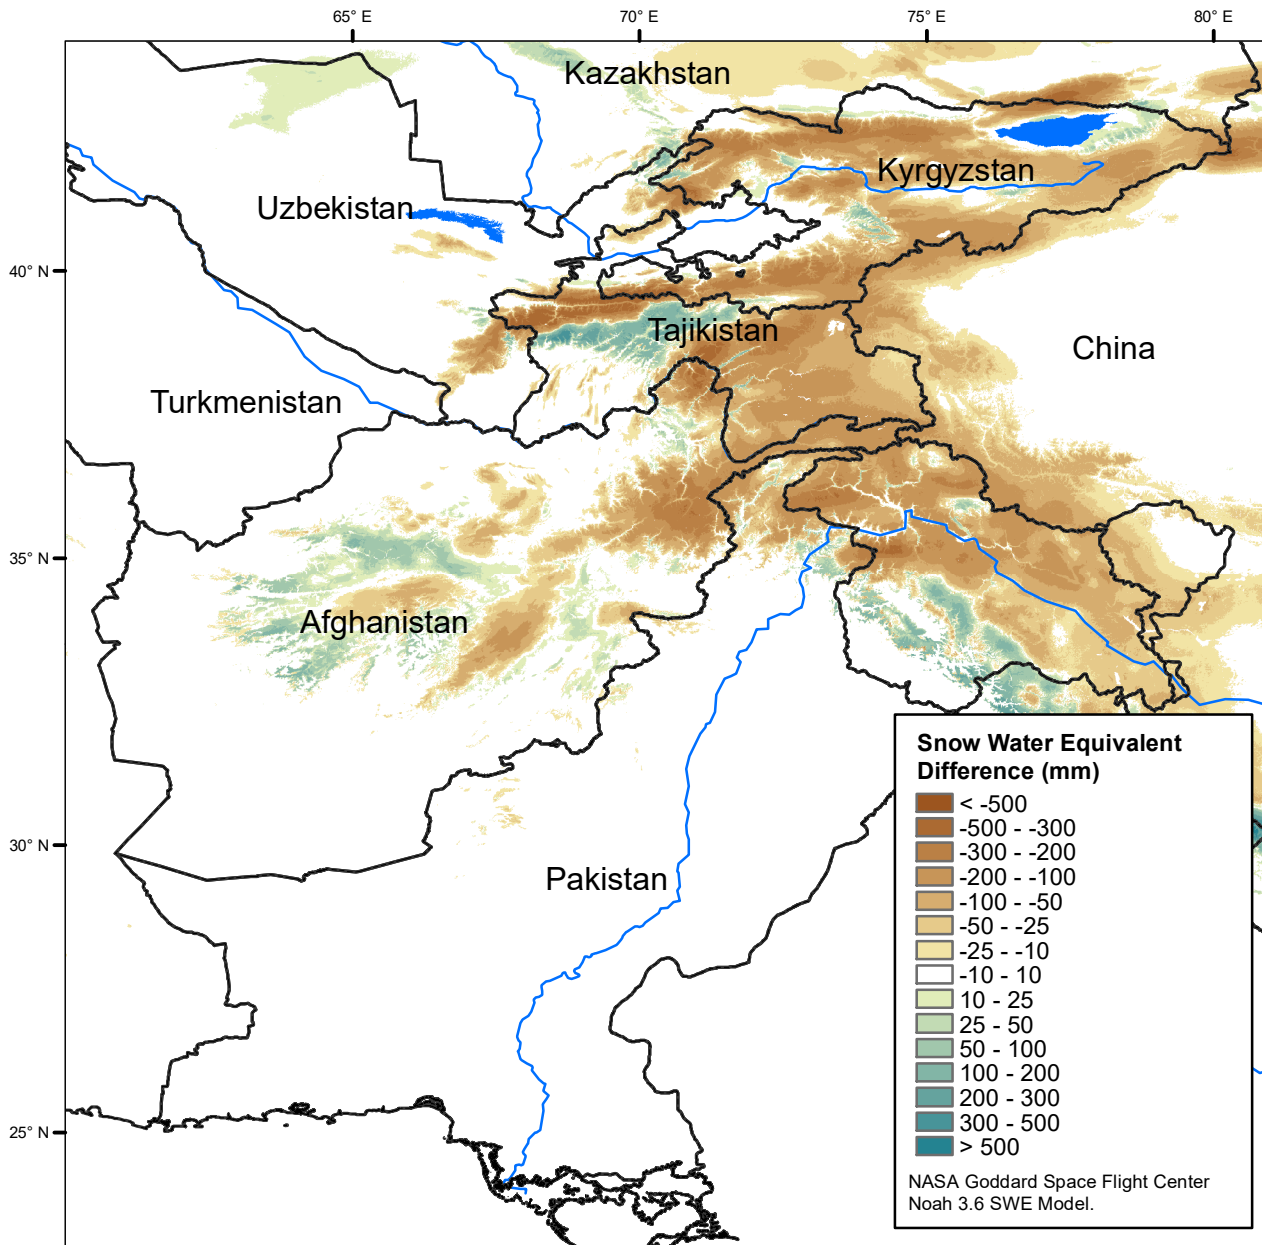 65° E
70° E
75° E
80° E
Kazakhstan
Kyrgyzstan
Uzbekistan
40° N
Tajikistan
China
Turkmenistan
35° N
Afghanistan
30° N
Pakistan
25° N
Snow Water Equivalent
Difference (mm)
< -500
-500 - -300
-300 - -200
-200 - -100
-100 - -50
-50 - -25
-25 - -10
-10 - 10
10 - 25
25 - 50
50 - 100
100 - 200
200 - 300
300 - 500
> 500
NASA Goddard Space Flight Center
Noah 3.6 SWE Model.